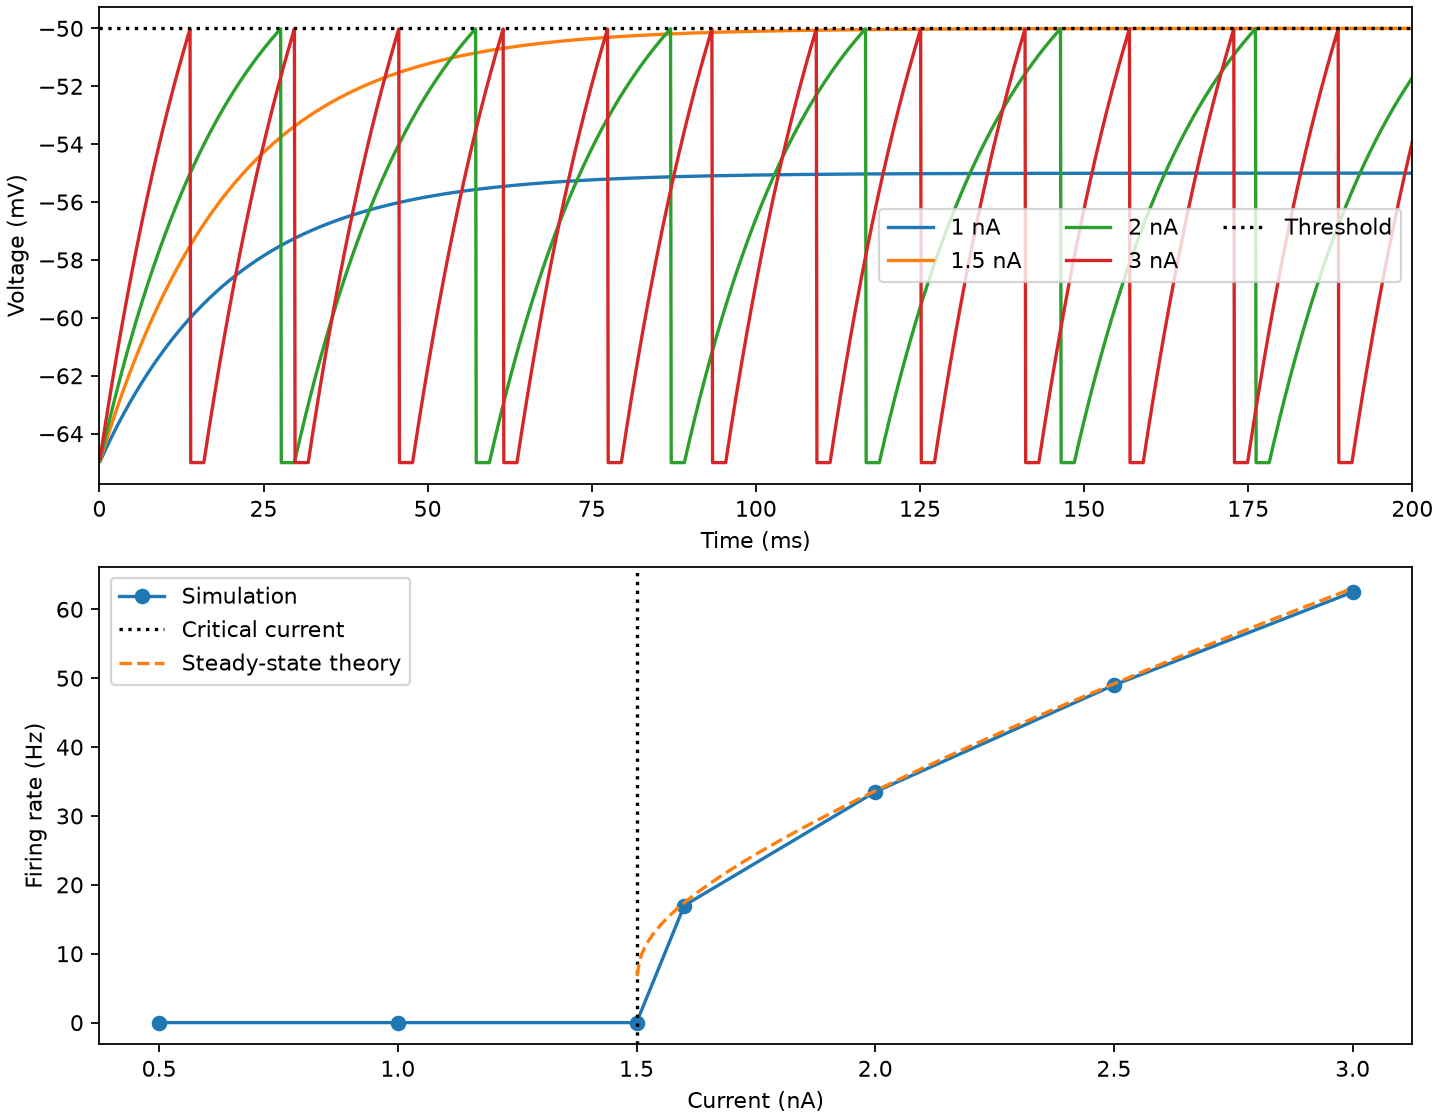 −50
−52
−54
−56
−58
−60
−62
−64
Voltage (mV)
1 nA
1.5 nA
2 nA
3 nA
Threshold
0 25 50 75 100 125 150 175 200
Time (ms)
60
50
40
30
20
10
0
Firing rate (Hz)
Simulation
Critical current
Steady-state theory
0.5 1.0 1.5 2.0 2.5 3.0
Current (nA)